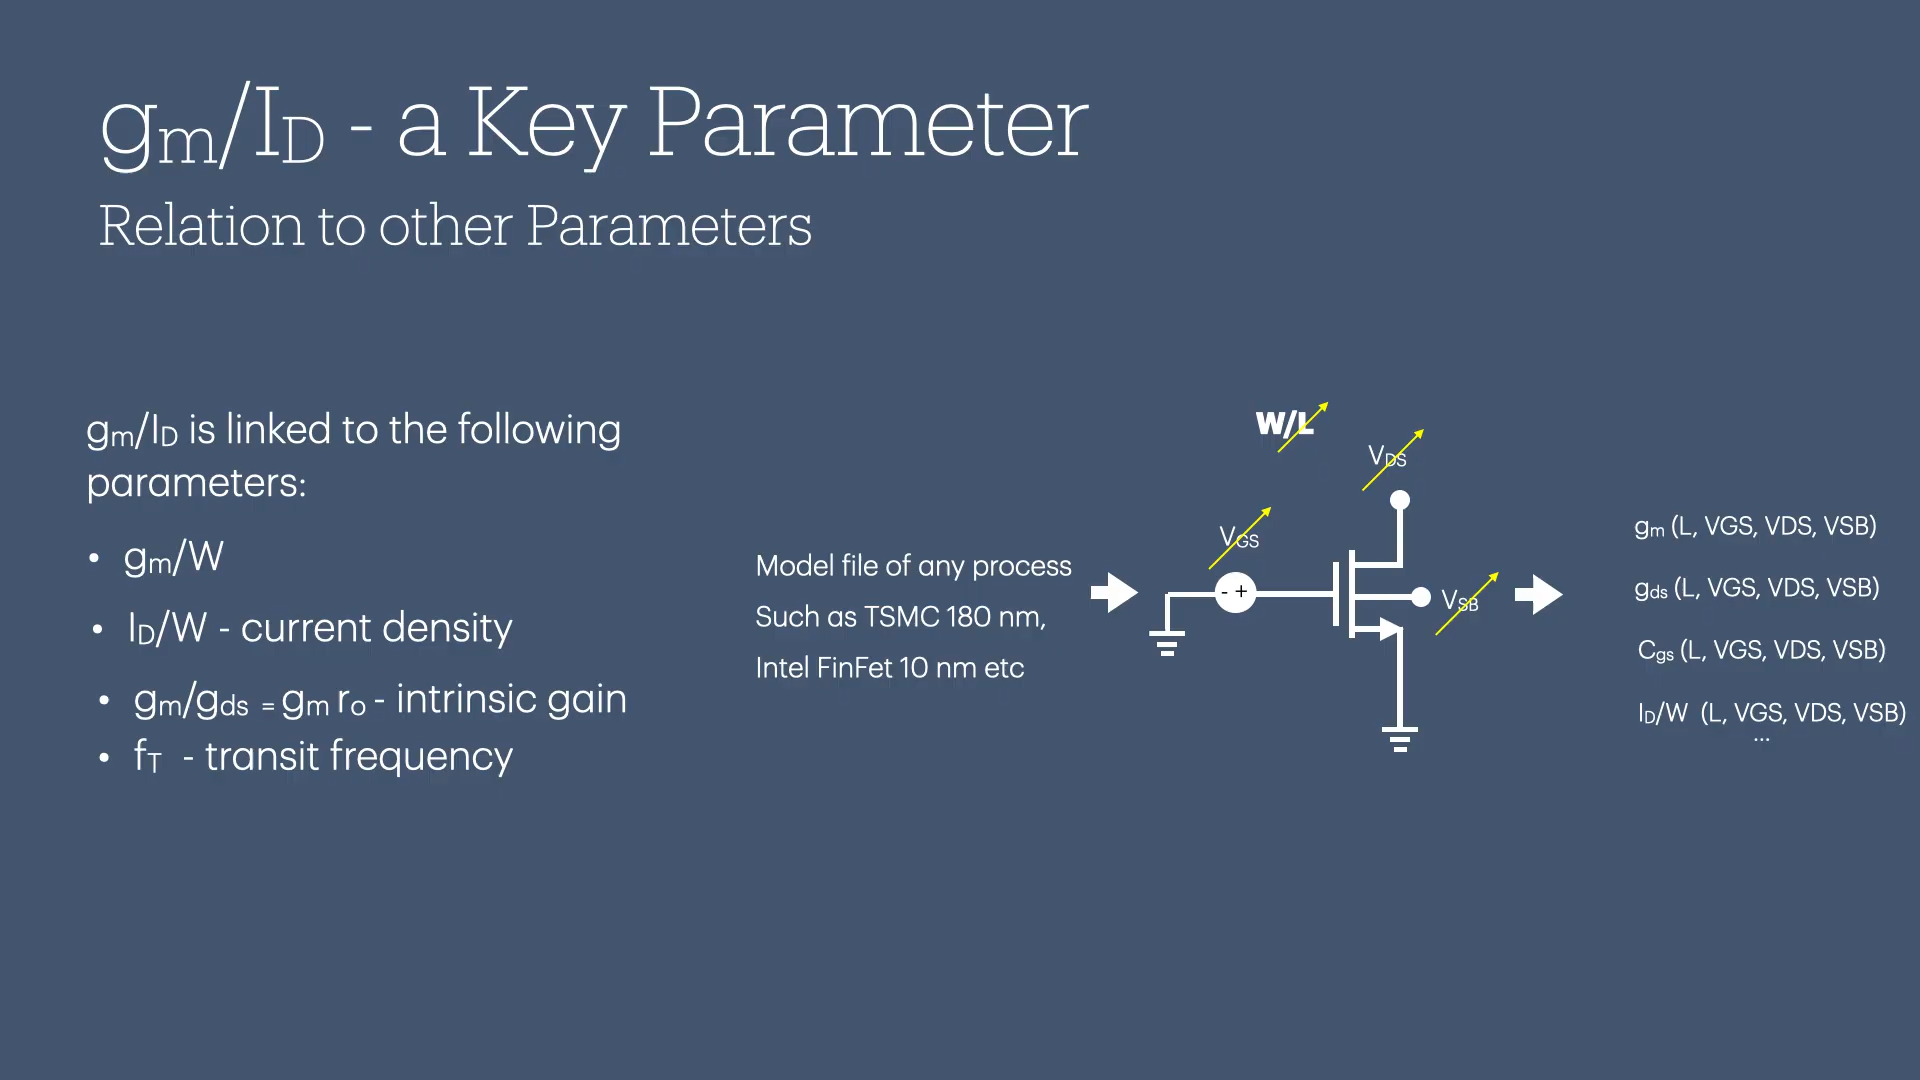 gm/ID - a Key Parameter
Relation to other Parameters
gm/ID is linked to the following
parameters:
• gm/W
• ID/W - current density
• gm/gds = gm ro - intrinsic gain
• fT - transit frequency
Model file of any process
Such as TSMC 180 nm,
Intel FinFet 10 nm etc
W/L
VDS
VGS
- +
VSB
gm (L, VGS, VDS, VSB)
gds (L, VGS, VDS, VSB)
Cgs (L, VGS, VDS, VSB)
ID/W (L, VGS, VDS, VSB)
...